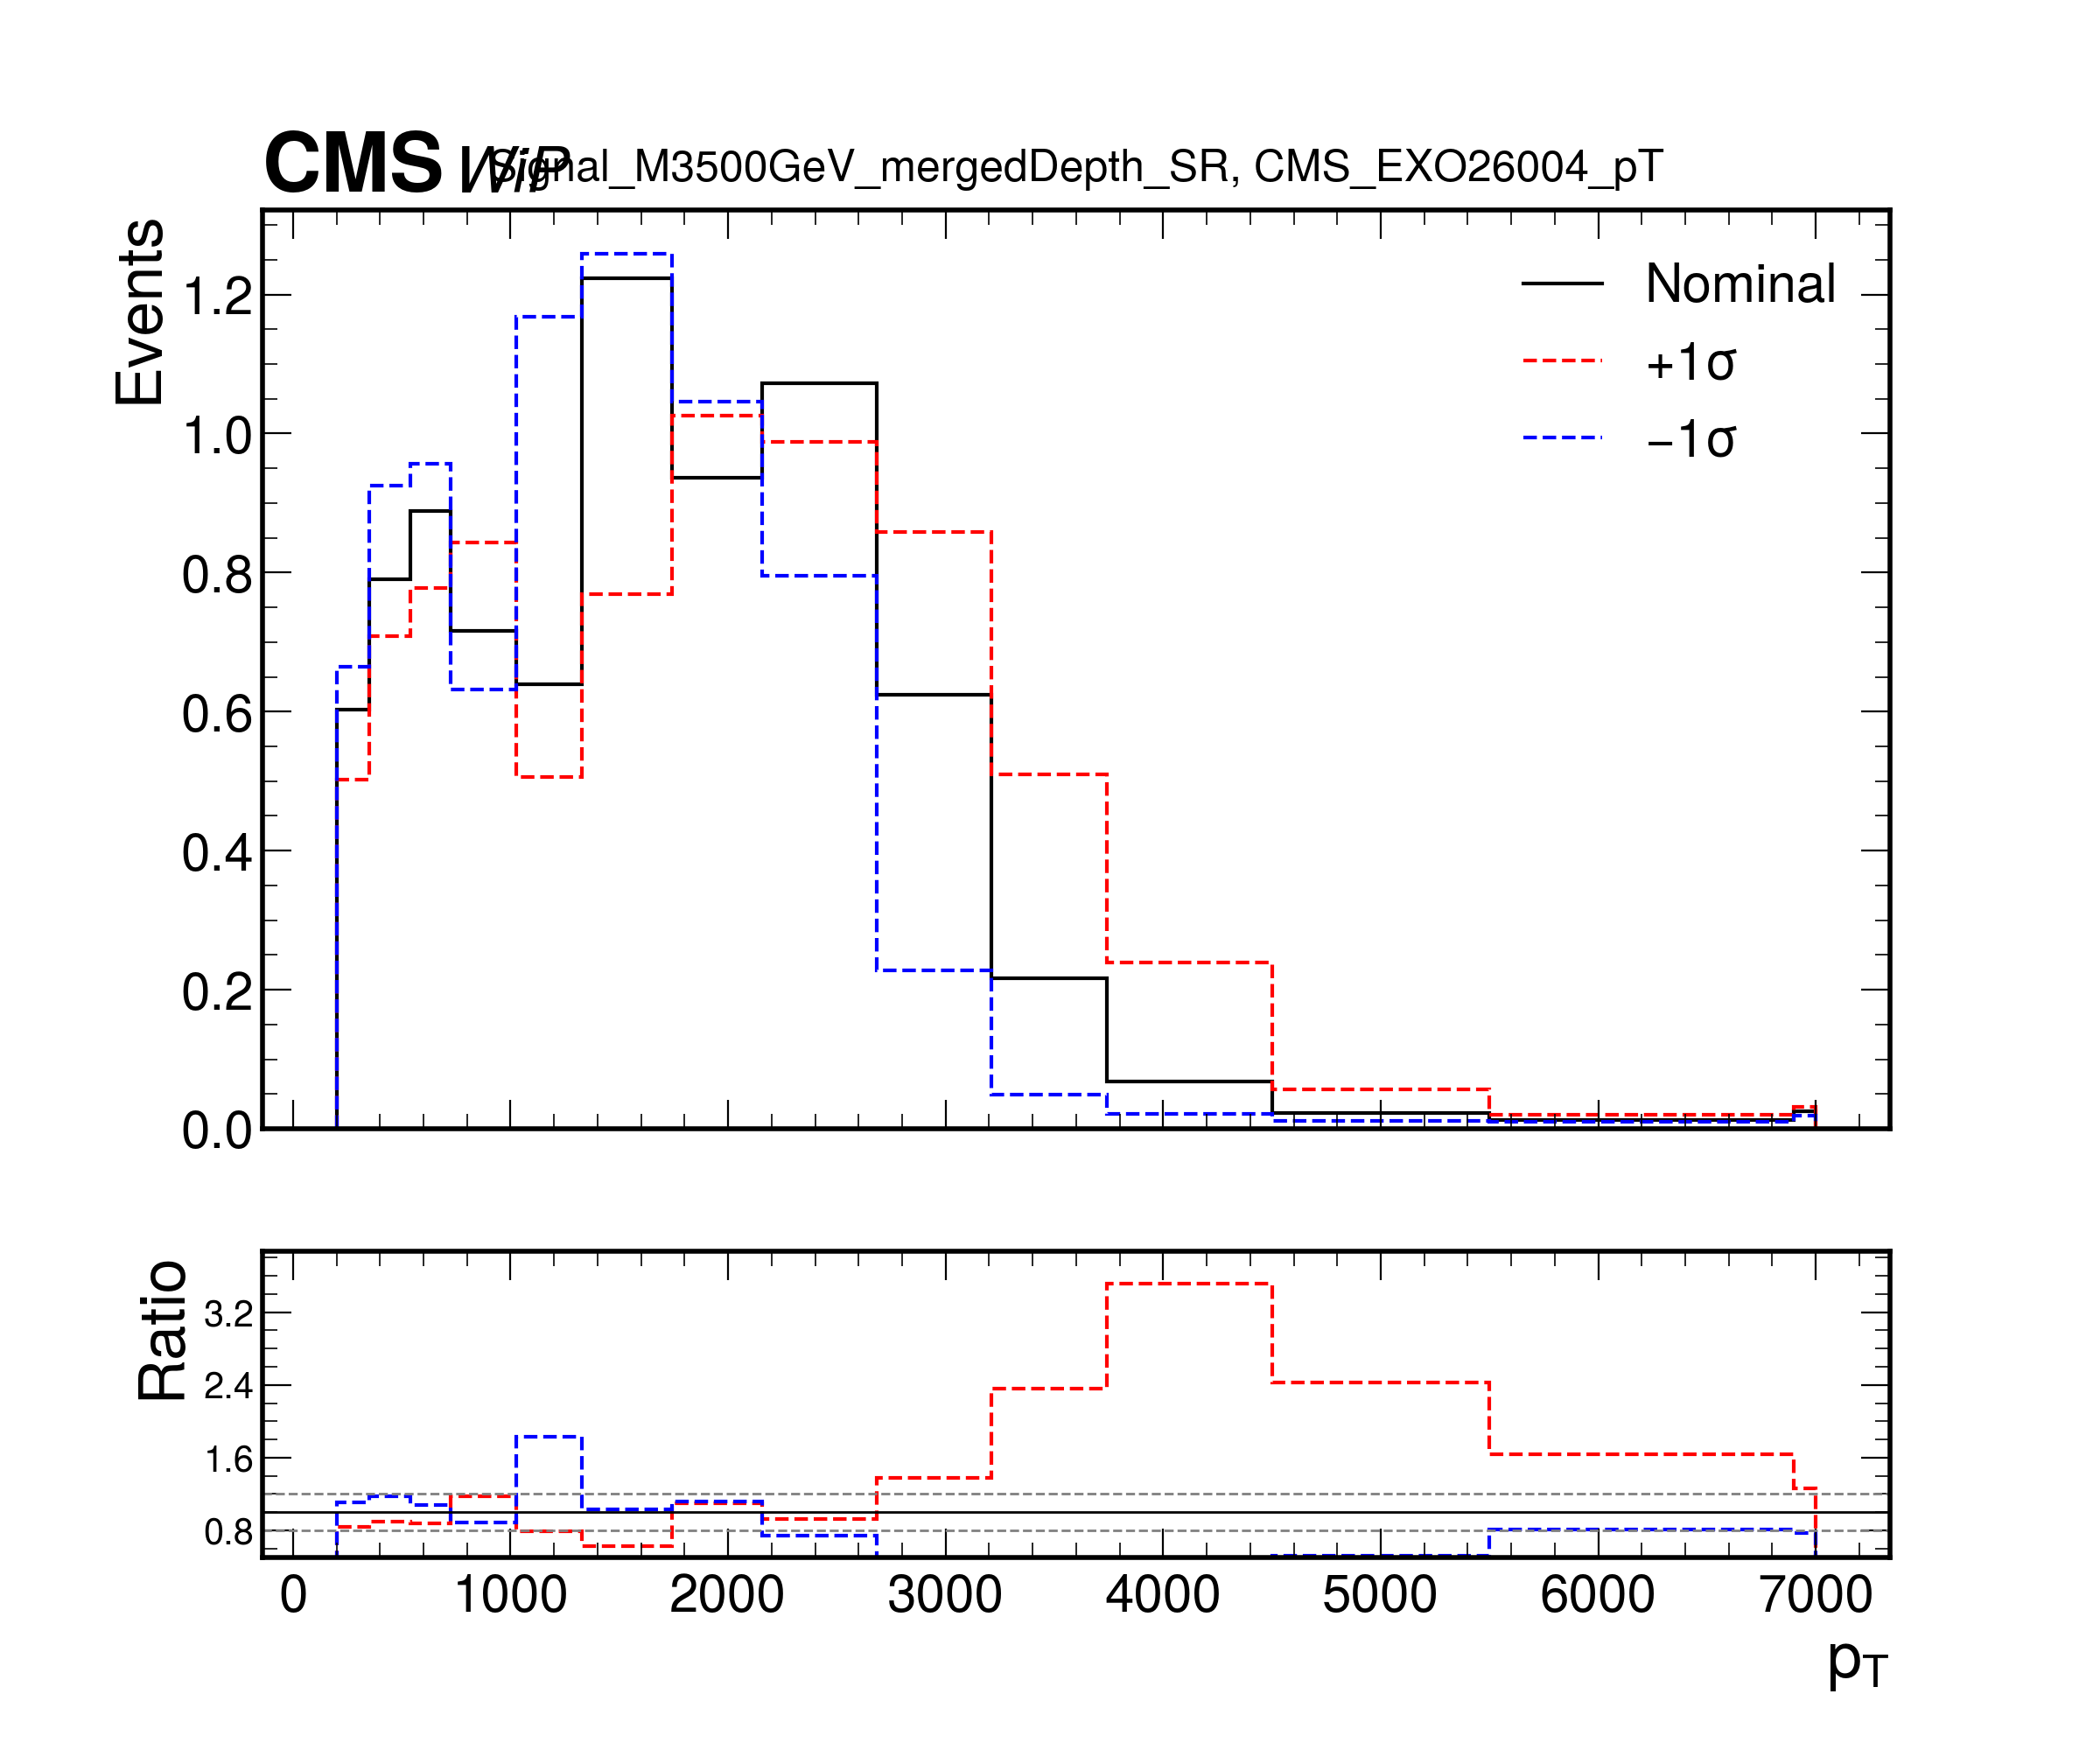 CMS WiP Signal_M3500GeV_mergedDepth_SR, CMS_EXO26004_pT
Events
1.2
1.0
0.8
0.6
0.4
0.2
0.0
Nominal
+1σ
−1σ
Ratio
3.2
2.4
1.6
0.8
0 1000 2000 3000 4000 5000 6000 7000
pT